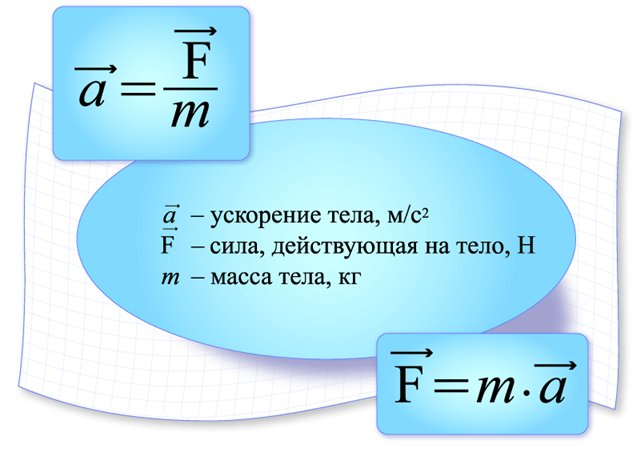 a⃗ = F⃗/m
a⃗ – ускорение тела, м/с²
F⃗ – сила, действующая на тело, Н
m – масса тела, кг
F⃗ = m · a⃗